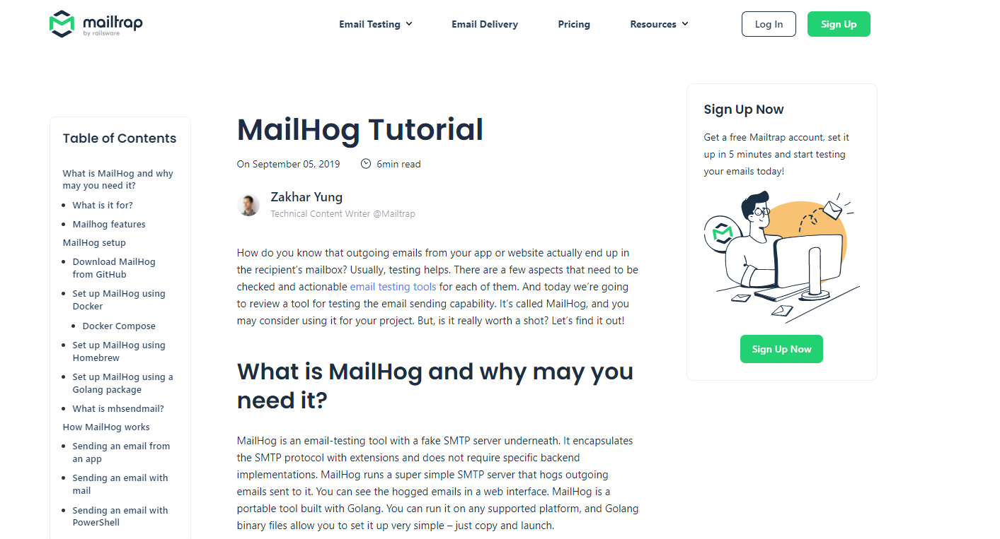 mailtrap
by railsware
Email Testing
Email Delivery
Pricing
Resources
Log In
Sign Up
Table of Contents
What is MailHog and why
may you need it?
What is it for?
Mailhog features
MailHog setup
Download MailHog
from GitHub
Set up MailHog using
Docker
Docker Compose
Set up MailHog using
Homebrew
Set up MailHog using a
Golang package
What is mhsendmail?
How MailHog works
Sending an email from
an app
Sending an email with
mail
Sending an email with
PowerShell
MailHog Tutorial
On September 05, 2019
6min read
Zakhar Yung
Technical Content Writer @Mailtrap
How do you know that outgoing emails from your app or website actually end up in
the recipient’s mailbox? Usually, testing helps. There are a few aspects that need to be
checked and actionable email testing tools for each of them. And today we’re going
to review a tool for testing the email sending capability. It’s called MailHog, and you
may consider using it for your project. But, is it really worth a shot? Let’s find it out!
What is MailHog and why may you
need it?
MailHog is an email-testing tool with a fake SMTP server underneath. It encapsulates
the SMTP protocol with extensions and does not require specific backend
implementations. MailHog runs a super simple SMTP server that hogs outgoing
emails sent to it. You can see the hogged emails in a web interface. MailHog is a
portable tool built with Golang. You can run it on any supported platform, and Golang
binary files allow you to set it up very simple – just copy and launch.
Sign Up Now
Get a free Mailtrap account, set it
up in 5 minutes and start testing
your emails today!
Sign Up Now